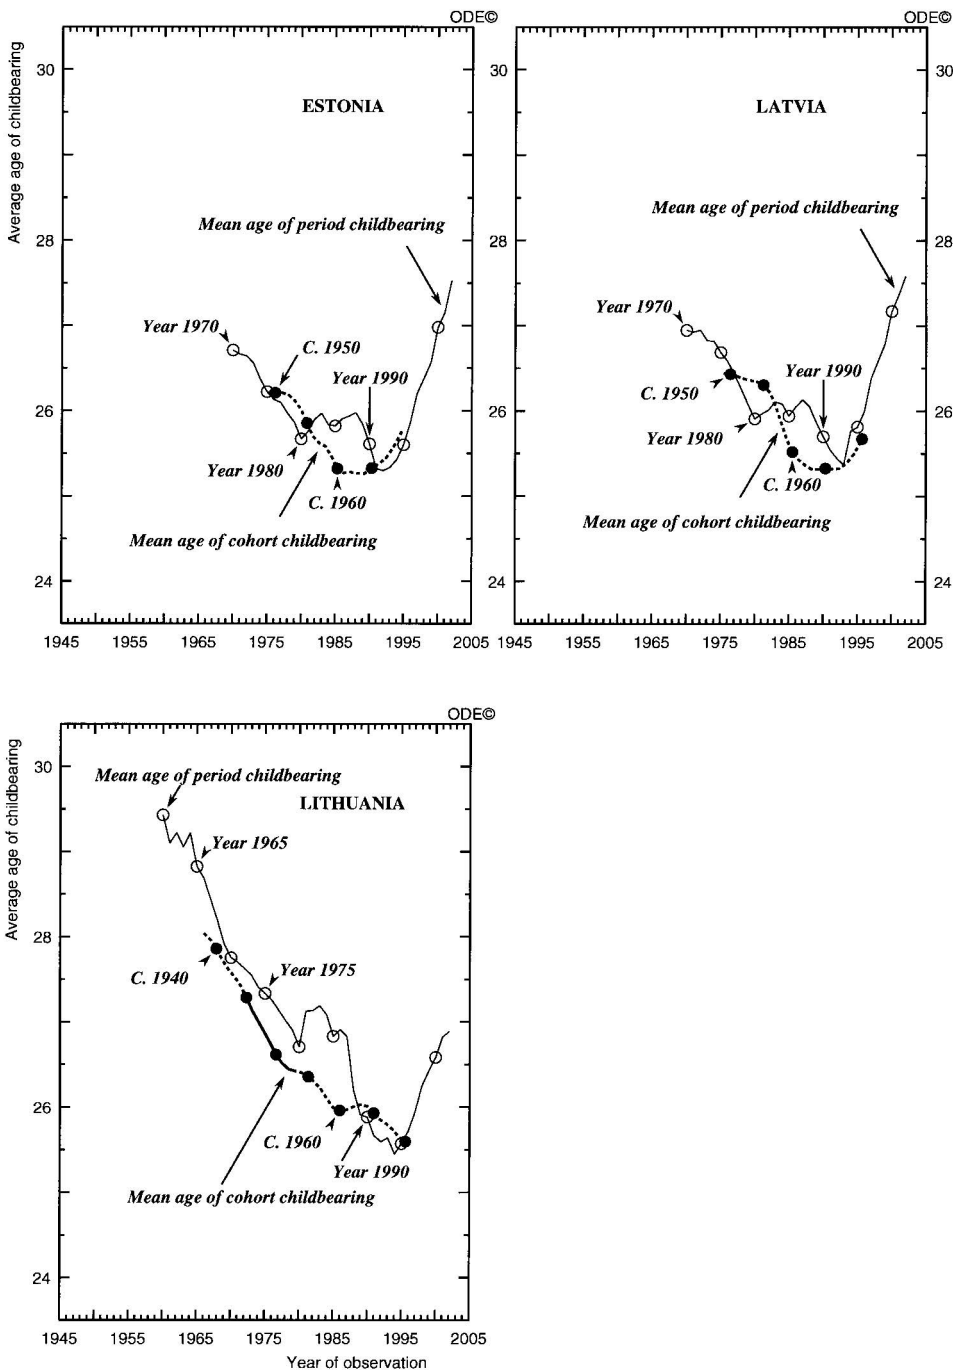 ODE©
Average age of childbearing
30
28
26
24
ESTONIA
Mean age of period childbearing
Year 1970
C. 1950
Year 1990
Year 1980
C. 1960
Mean age of cohort childbearing
1945 1955 1965 1975 1985 1995 2005
ODE©
30 30
28 28
26 26
24 24
LATVIA
Mean age of period childbearing
Year 1970
C. 1950
Year 1990
Year 1980
C. 1960
Mean age of cohort childbearing
1945 1955 1965 1975 1985 1995 2005
ODE©
Average age of childbearing
30
28
26
24
Mean age of period childbearing
LITHUANIA
Year 1965
C. 1940
Year 1975
C. 1960
Year 1990
Mean age of cohort childbearing
1945 1955 1965 1975 1985 1995 2005
Year of observation